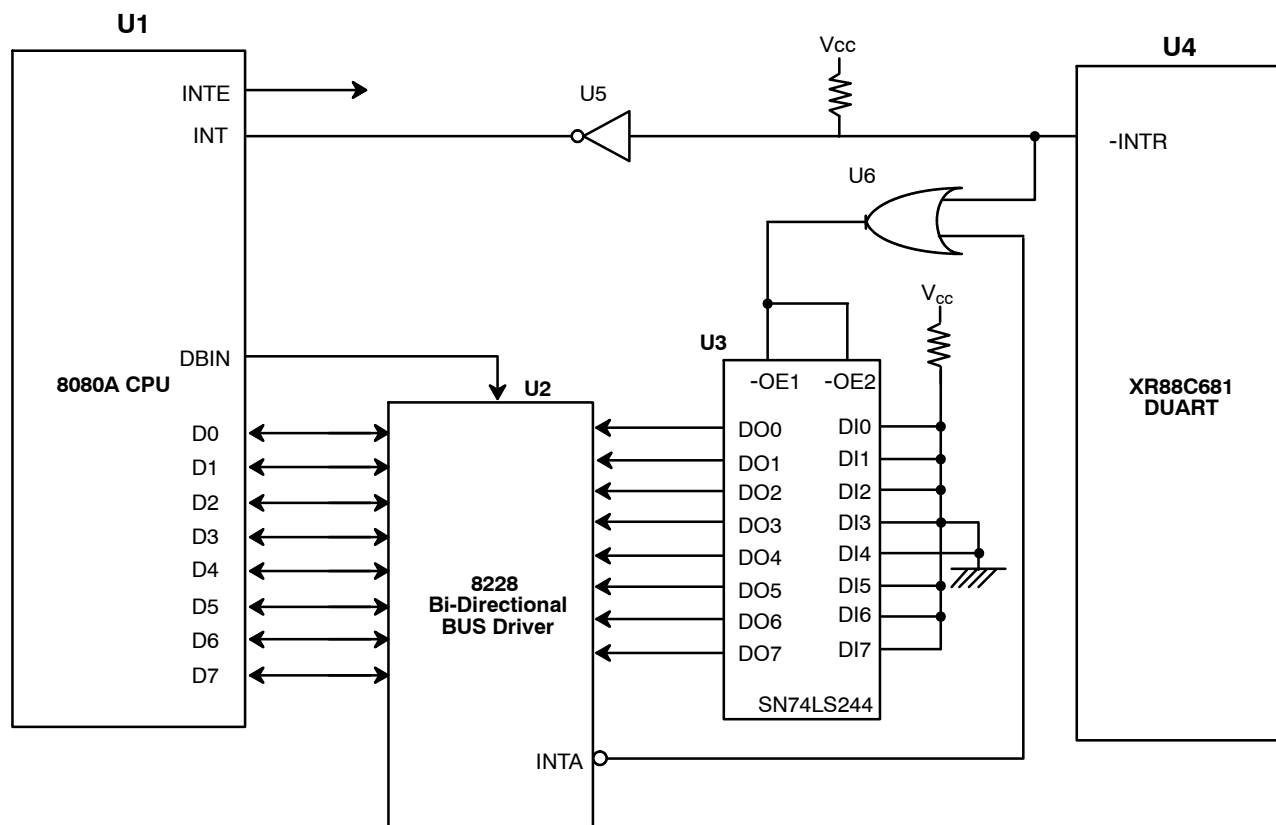 U1
U4
Vcc
U5
INTE
INT
-INTR
U6
Vcc
DBIN
U3
U2
8080A CPU
-OE1
-OE2
XR88C681
DUART
D0
D1
D2
D3
D4
D5
D6
D7
8228
Bi-Directional
BUS Driver
DO0
DO1
DO2
DO3
DO4
DO5
DO6
DO7
DI0
DI1
DI2
DI3
DI4
DI5
DI6
DI7
SN74LS244
INTA